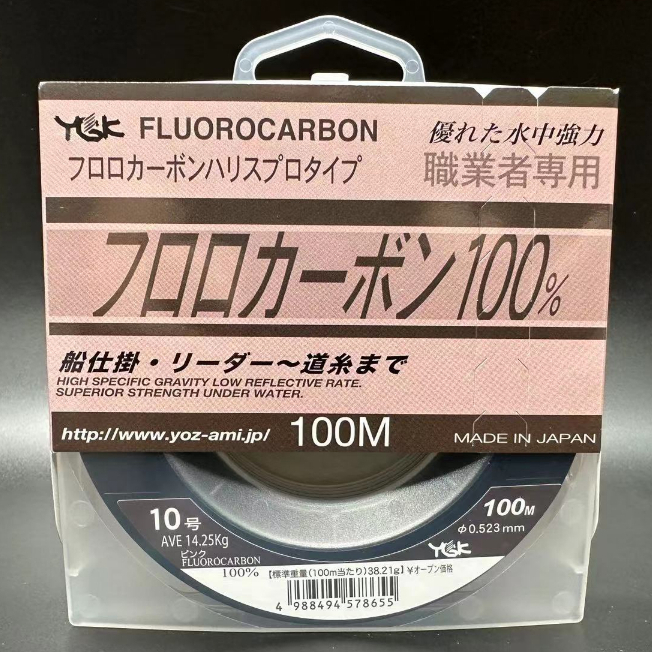 YGK FLUOROCARBON
優れた水中強力
フロロカーボンハリスプロタイプ
職業者専用
フロロカーボン100%
船仕掛・リーダー～道糸まで
HIGH SPECIFIC GRAVITY LOW REFLECTIVE RATE.
SUPERIOR STRENGTH UNDER WATER.
http://www.yoz-ami.jp/ 100M MADE IN JAPAN
10号
AVE 14.25Kg
ピンク
FLUOROCARBON
100%
100M
φ0.523mm
YGK
【標準重量(100m当たり)38.21g】¥オープン価格
4 988494 578655